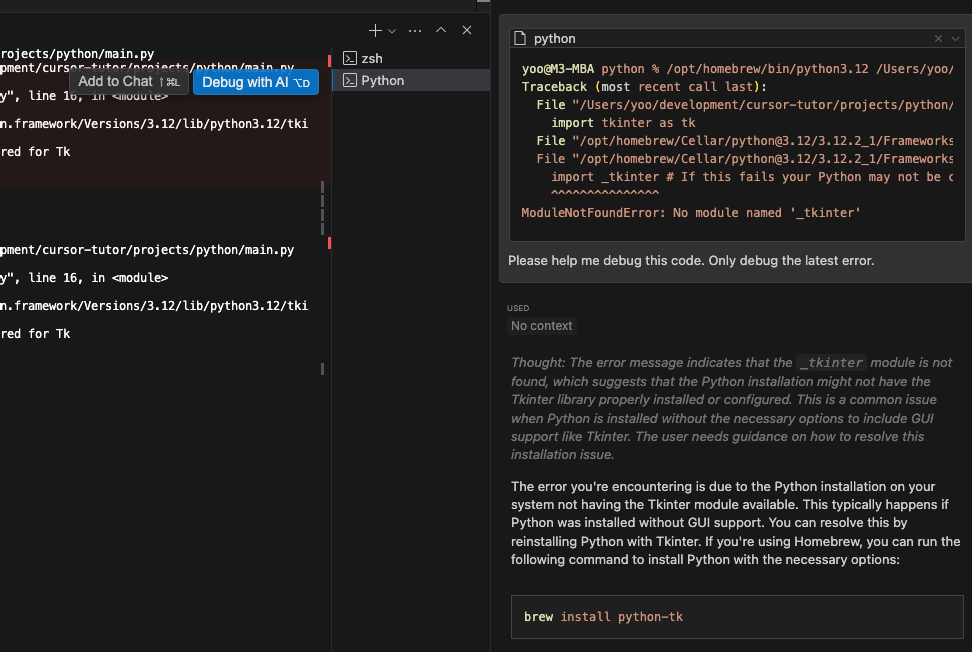 rojects/python/main.py
pment/cursor-tutor/projects/python/main.py
Add to Chat ⇧⌘L
Debug with AI ⌥D
y", line 16, in <module>
n.framework/Versions/3.12/lib/python3.12/tki
red for Tk
pment/cursor-tutor/projects/python/main.py
y", line 16, in <module>
n.framework/Versions/3.12/lib/python3.12/tki
red for Tk
zsh
Python
python
yoo@M3-MBA python % /opt/homebrew/bin/python3.12 /Users/yoo/
Traceback (most recent call last):
File "/Users/yoo/development/cursor-tutor/projects/python/
import tkinter as tk
File "/opt/homebrew/Cellar/python@3.12/3.12.2_1/Frameworks
File "/opt/homebrew/Cellar/python@3.12/3.12.2_1/Frameworks
import _tkinter # If this fails your Python may not be c
^^^^^^^^^^^^^^^
ModuleNotFoundError: No module named '_tkinter'
Please help me debug this code. Only debug the latest error.
USED
No context
Thought: The error message indicates that the _tkinter module is not
found, which suggests that the Python installation might not have the
Tkinter library properly installed or configured. This is a common issue
when Python is installed without the necessary options to include GUI
support like Tkinter. The user needs guidance on how to resolve this
installation issue.
The error you're encountering is due to the Python installation on your
system not having the Tkinter module available. This typically happens if
Python was installed without GUI support. You can resolve this by
reinstalling Python with Tkinter. If you're using Homebrew, you can run the
following command to install Python with the necessary options:
brew install python-tk